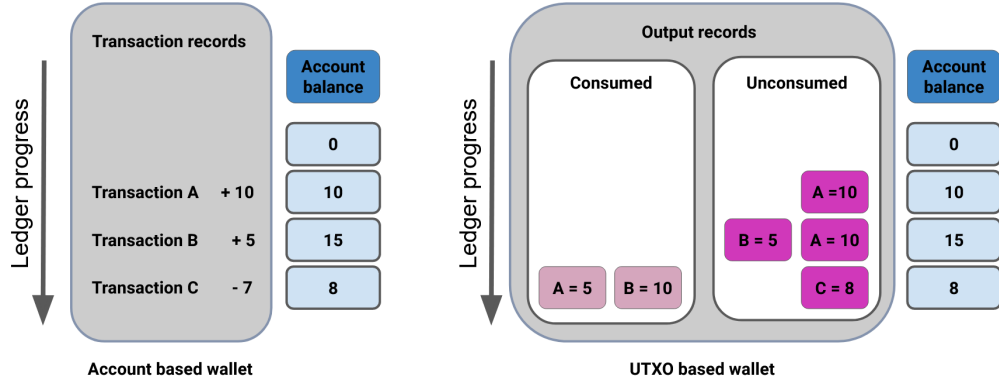 Transaction records
Account
balance
Ledger progress
0
Transaction A + 10
10
Transaction B + 5
15
Transaction C - 7
8
Account based wallet
Output records
Account
balance
Ledger progress
Consumed
Unconsumed
0
A =10
10
B = 5
A = 10
15
A = 5
B = 10
C = 8
8
UTXO based wallet